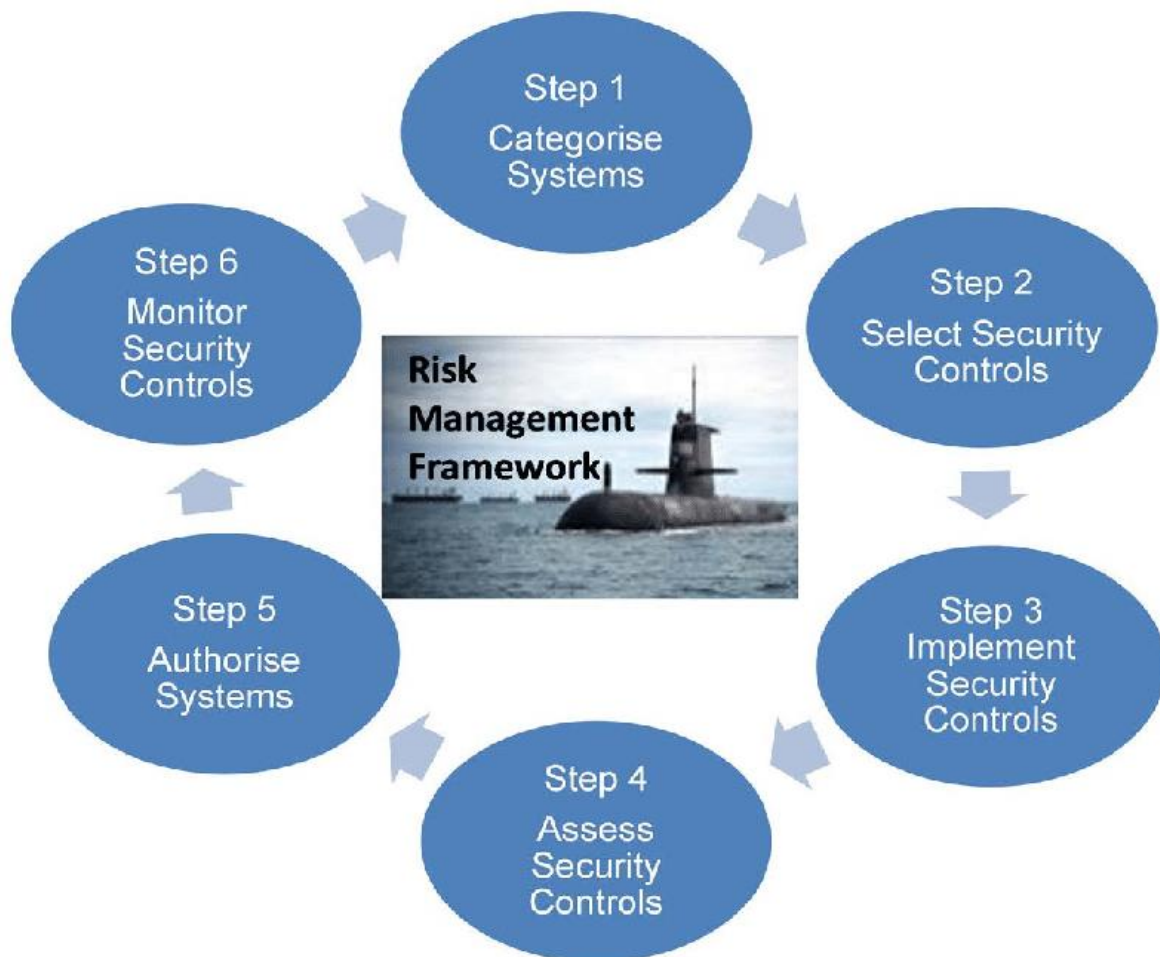 Step 1
Categorise
Systems
Step 2
Select Security
Controls
Step 3
Implement
Security
Controls
Step 4
Assess
Security
Controls
Step 5
Authorise
Systems
Step 6
Monitor
Security
Controls
Risk
Management
Framework